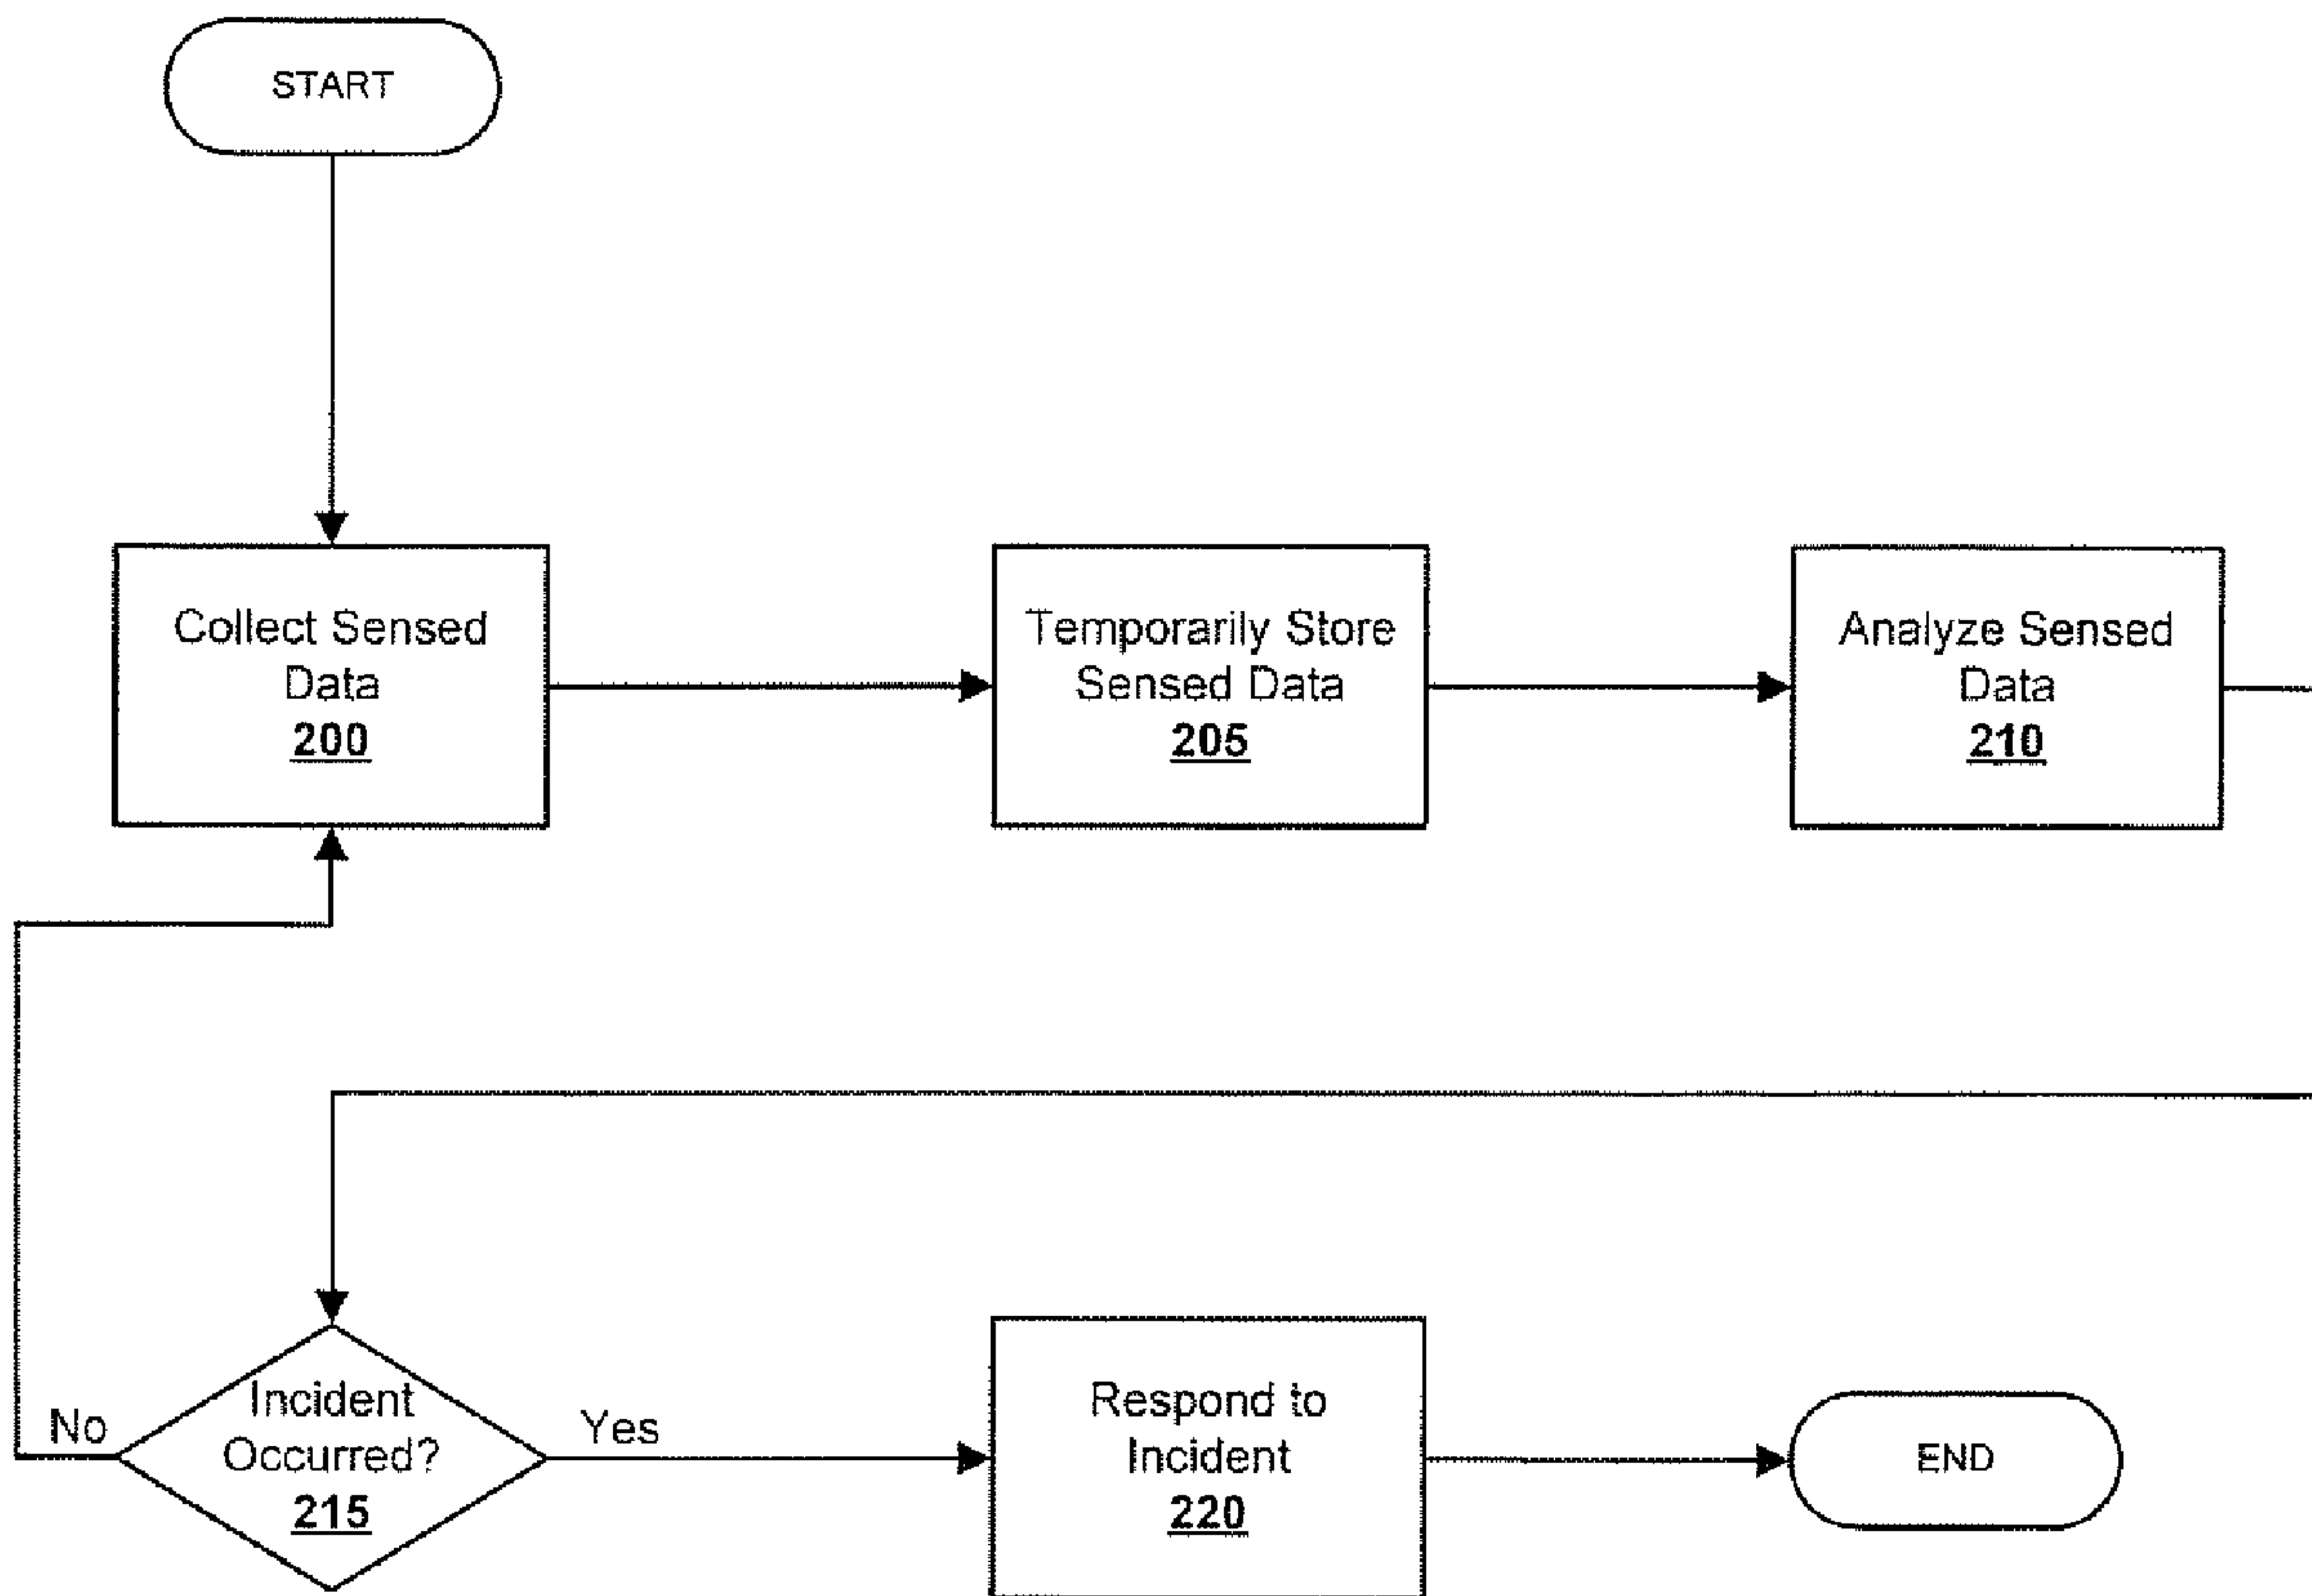 START
Collect Sensed
Data
200
Temporarily Store
Sensed Data
205
Analyze Sensed
Data
210
No
Incident
Occurred?
215
Yes
Respond to
Incident
220
END